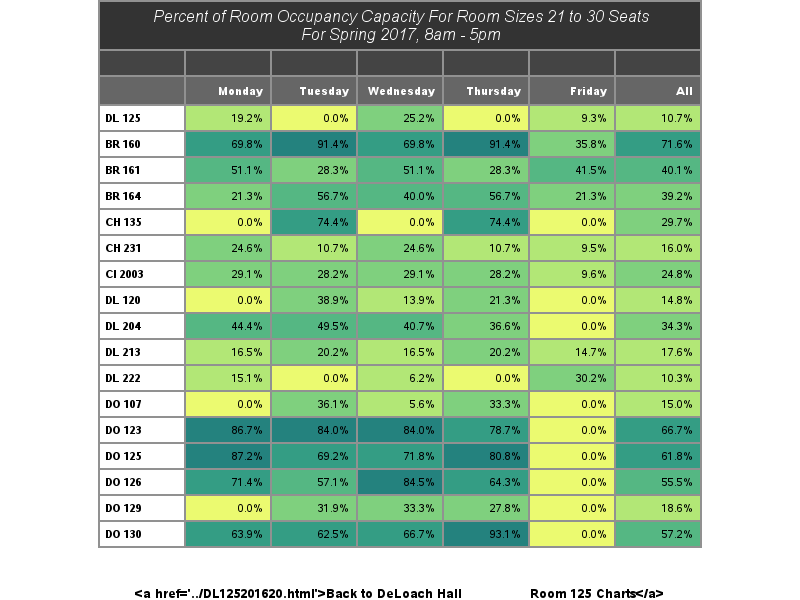 Percent of Room Occupancy Capacity For Room Sizes 21 to 30 Seats
For Spring 2017, 8am - 5pm
Monday Tuesday Wednesday Thursday Friday All
DL 125 19.2% 0.0% 25.2% 0.0% 9.3% 10.7%
BR 160 69.8% 91.4% 69.8% 91.4% 35.8% 71.6%
BR 161 51.1% 28.3% 51.1% 28.3% 41.5% 40.1%
BR 164 21.3% 56.7% 40.0% 56.7% 21.3% 39.2%
CH 135 0.0% 74.4% 0.0% 74.4% 0.0% 29.7%
CH 231 24.6% 10.7% 24.6% 10.7% 9.5% 16.0%
CI 2003 29.1% 28.2% 29.1% 28.2% 9.6% 24.8%
DL 120 0.0% 38.9% 13.9% 21.3% 0.0% 14.8%
DL 204 44.4% 49.5% 40.7% 36.6% 0.0% 34.3%
DL 213 16.5% 20.2% 16.5% 20.2% 14.7% 17.6%
DL 222 15.1% 0.0% 6.2% 0.0% 30.2% 10.3%
DO 107 0.0% 36.1% 5.6% 33.3% 0.0% 15.0%
DO 123 86.7% 84.0% 84.0% 78.7% 0.0% 66.7%
DO 125 87.2% 69.2% 71.8% 80.8% 0.0% 61.8%
DO 126 71.4% 57.1% 84.5% 64.3% 0.0% 55.5%
DO 129 0.0% 31.9% 33.3% 27.8% 0.0% 18.6%
DO 130 63.9% 62.5% 66.7% 93.1% 0.0% 57.2%
<a href='../DL125201620.html'>Back to DeLoach Hall Room 125 Charts</a>